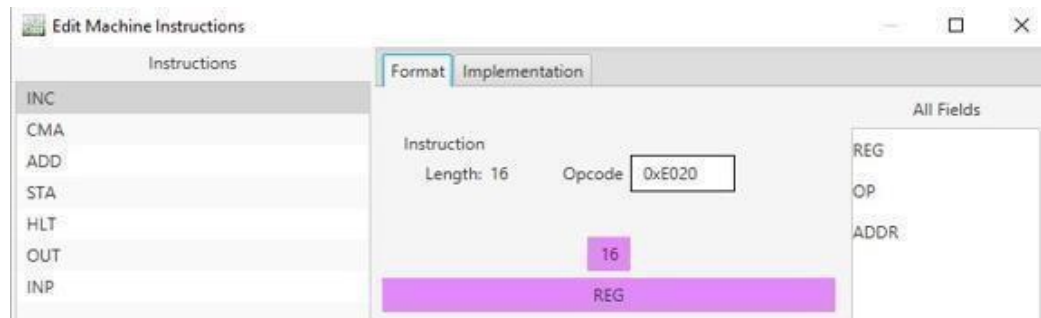 Edit Machine Instructions
Instructions
INC
CMA
ADD
STA
HLT
OUT
INP
Format Implementation
Instruction
Length: 16 Opcode 0xE020
16
REG
All Fields
REG
OP
ADDR